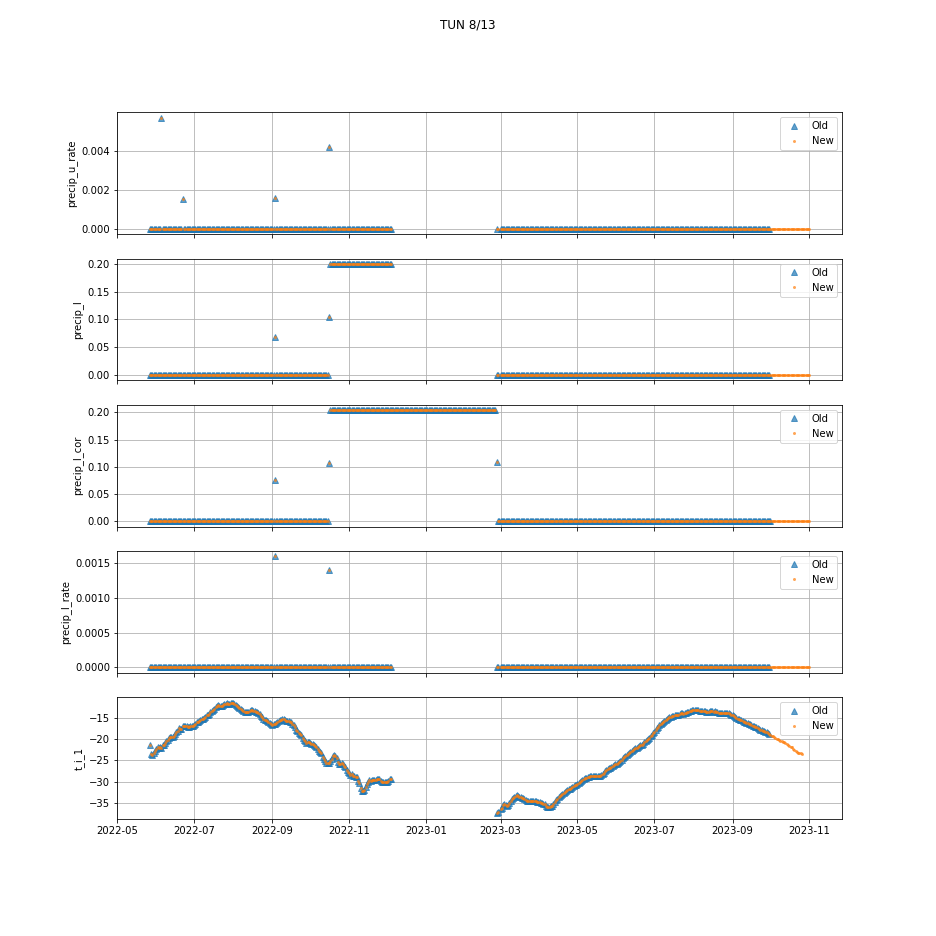 TUN 8/13
precip_u_rate
0.004
0.002
0.000
Old
New
precip_l
0.20
0.15
0.10
0.05
0.00
Old
New
precip_l_cor
0.20
0.15
0.10
0.05
0.00
Old
New
precip_l_rate
0.0015
0.0010
0.0005
0.0000
Old
New
t_i_1
−15
−20
−25
−30
−35
Old
New
2022-05 2022-07 2022-09 2022-11 2023-01 2023-03 2023-05 2023-07 2023-09 2023-11